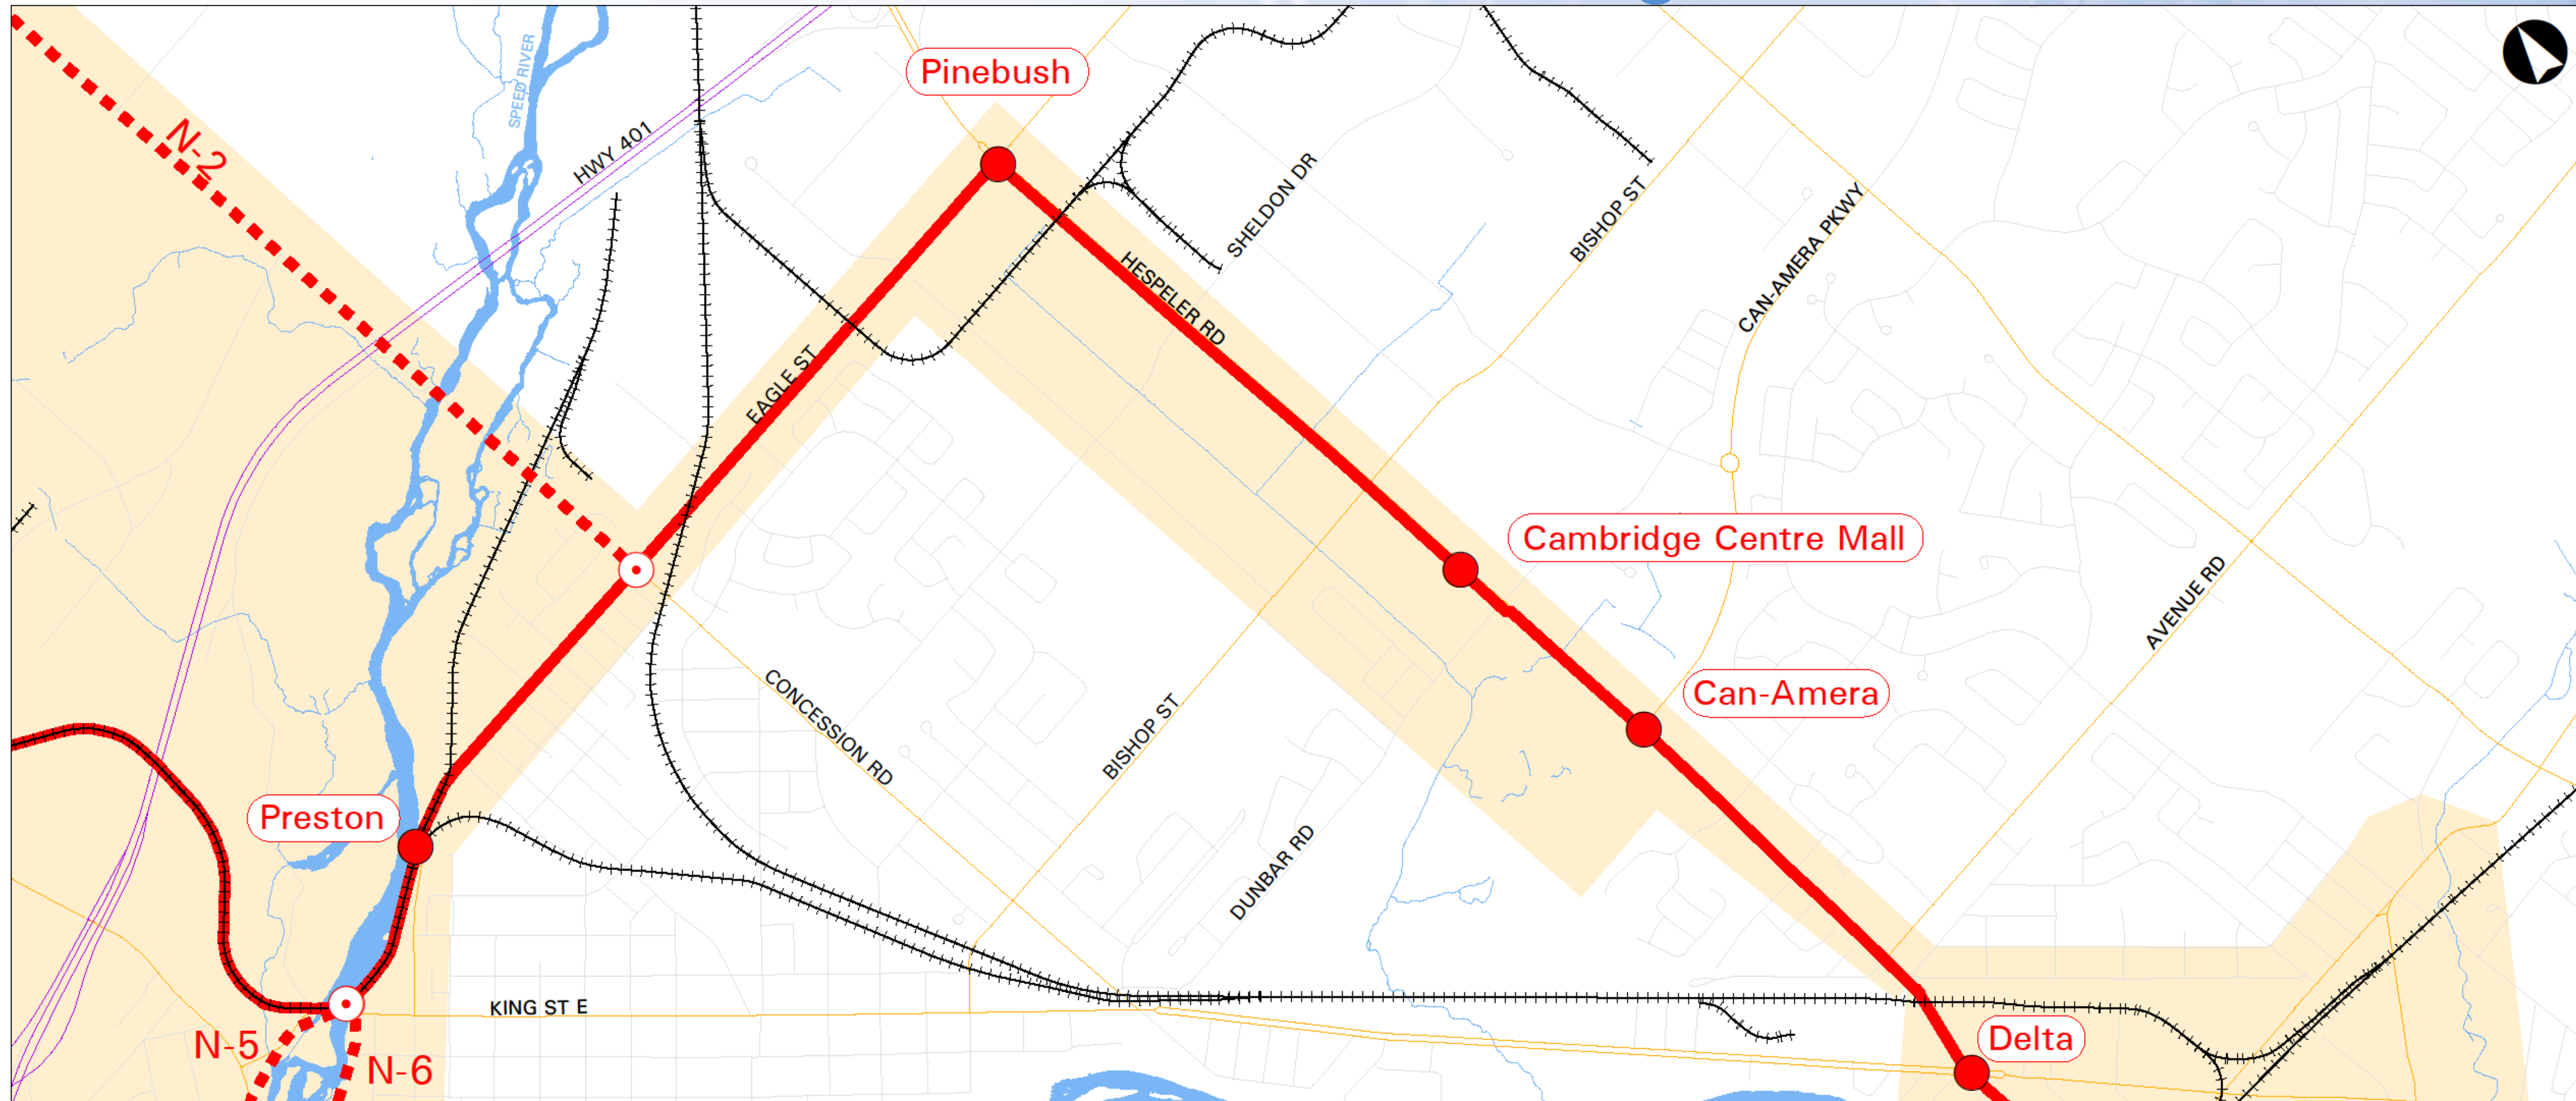 Pinebush
SPEED RIVER
N-2
HWY 401
SHELDON DR
BISHOP ST
CAN-AMERA PKWY
HESPELER RD
EAGLE ST
Cambridge Centre Mall
AVENUE RD
Can-Amera
CONCESSION RD
BISHOP ST
Preston
DUNBAR RD
KING ST E
N-5
N-6
Delta